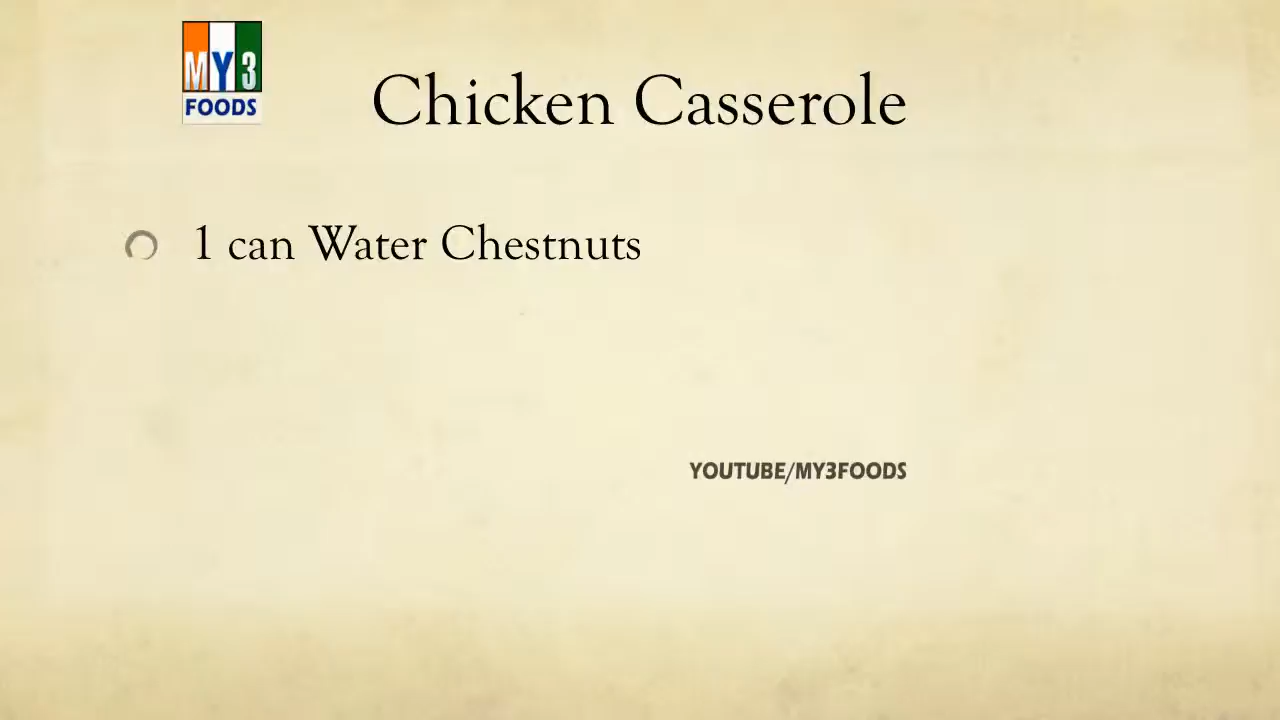 MY3
FOODS
Chicken Casserole
1 can Water Chestnuts
YOUTUBE/MY3FOODS